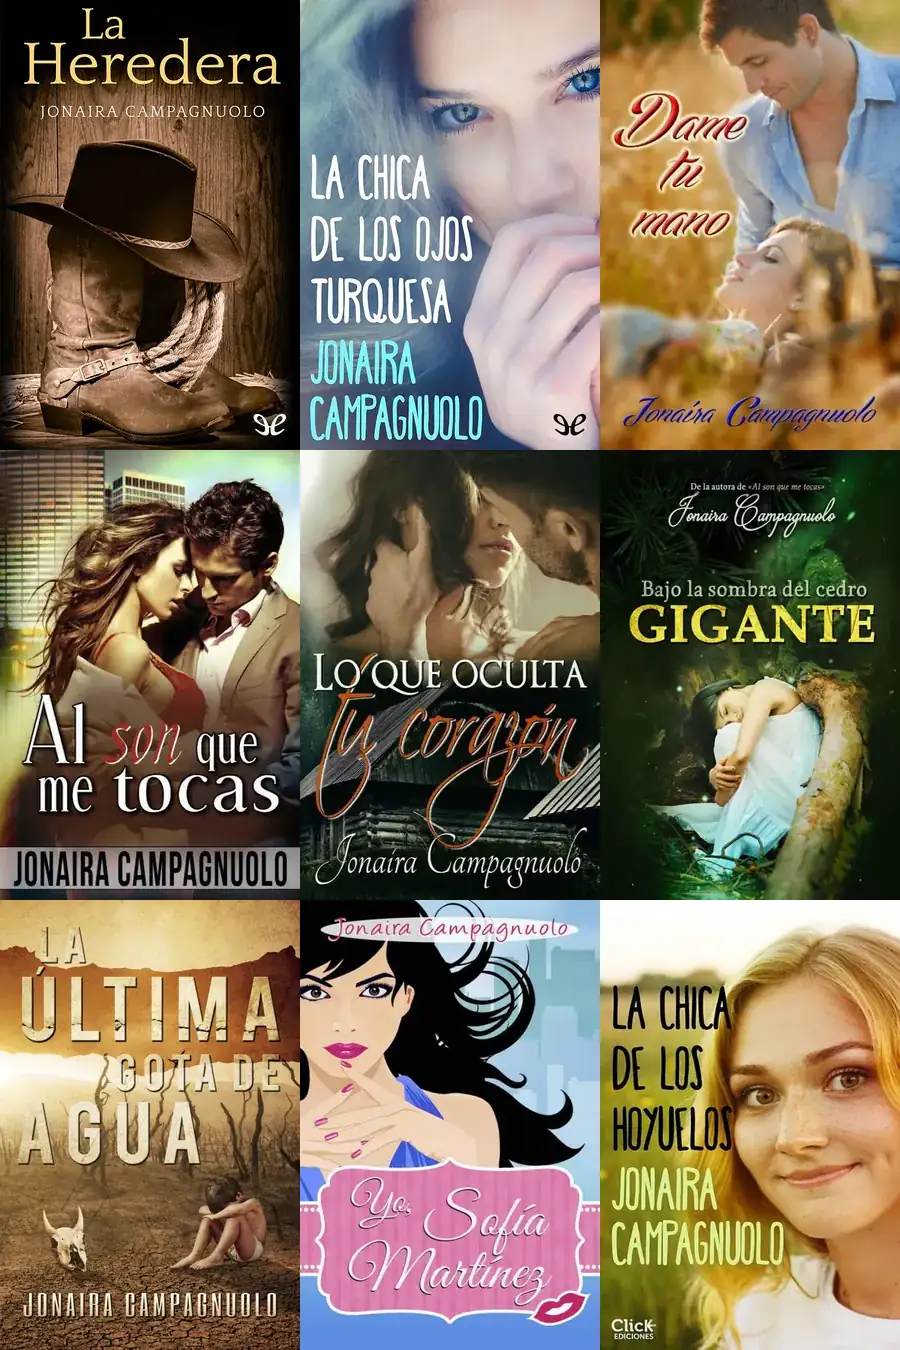 La
Heredera
JONAIRA CAMPAGNUOLO
LA CHICA
DE LOS OJOS
TURQUESA
JONAIRA
CAMPAGNUOLO
Dame
tu
mano
Jonaira Campagnuolo
Al son que
me tocas
JONAIRA CAMPAGNUOLO
LO QUE OCULTA
tu corazón
Jonaira Campagnuolo
De la autora de «Al son que me tocas»
Jonaira Campagnuolo
Bajo la sombra del cedro
GIGANTE
LA
ÚLTIMA
GOTA DE
AGUA
JONAIRA CAMPAGNUOLO
Jonaira Campagnuolo
Yo, Sofía
Martínez
LA CHICA
DE LOS
HOYUELOS
JONAIRA
CAMPAGNUOLO
Click
EDICIONES